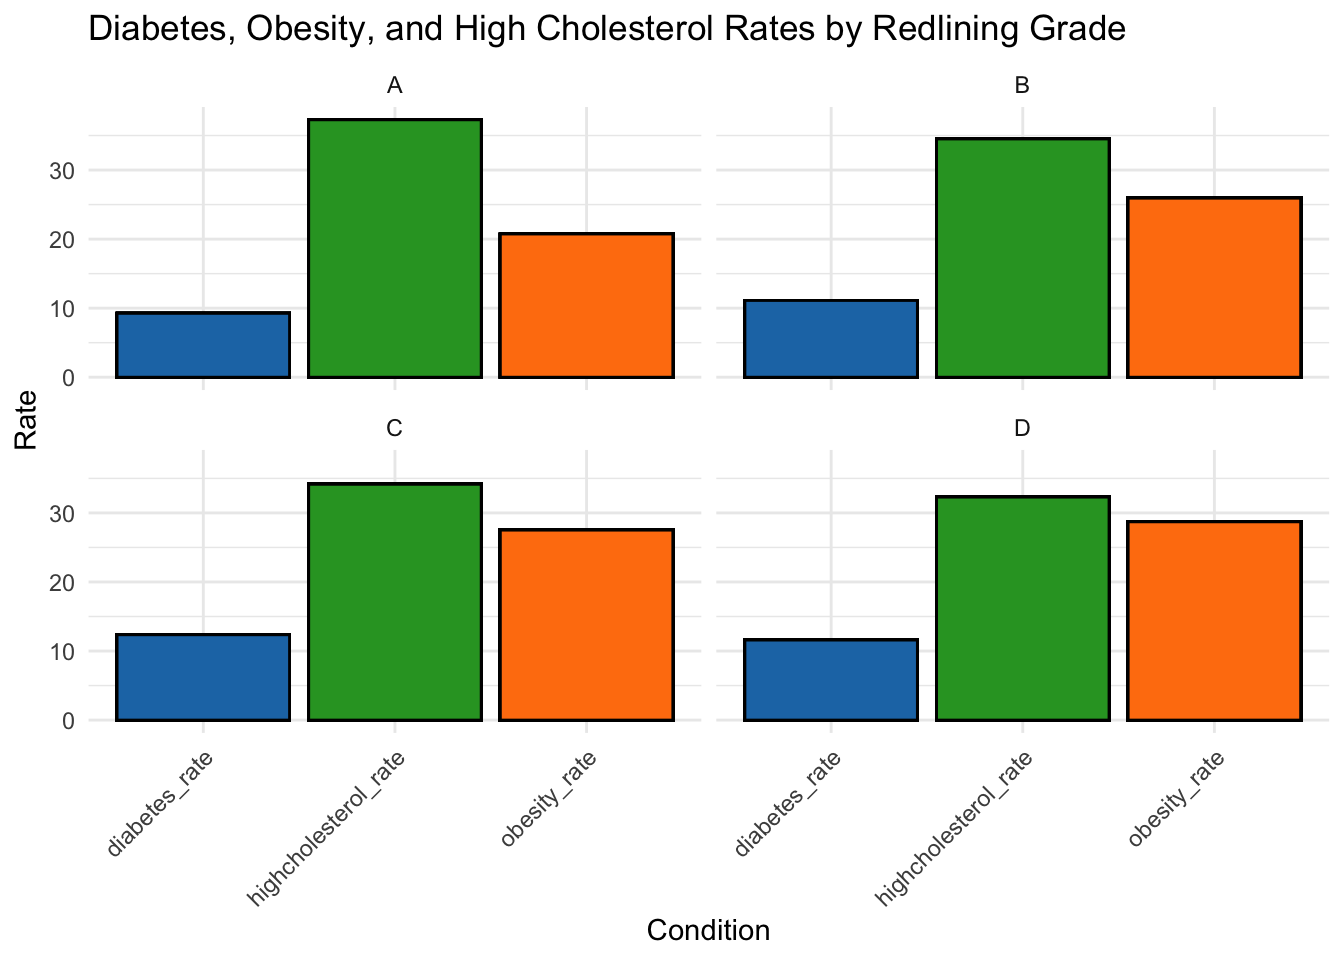 Diabetes, Obesity, and High Cholesterol Rates by Redlining Grade
A
B
30
20
10
0
Rate
C
D
30
20
10
0
diabetes_rate
highcholesterol_rate
obesity_rate
diabetes_rate
highcholesterol_rate
obesity_rate
Condition